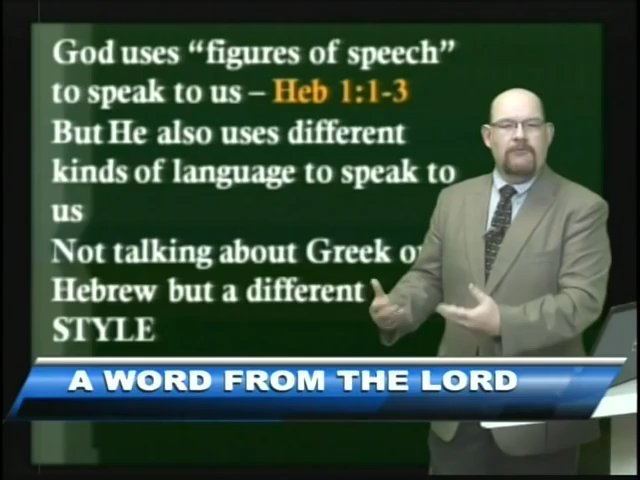 God uses “figures of speech”
to speak to us – Heb 1:1-3
But He also uses different
kinds of language to speak to
us
Not talking about Greek
Hebrew but a different
STYLE
A WORD FROM THE LORD